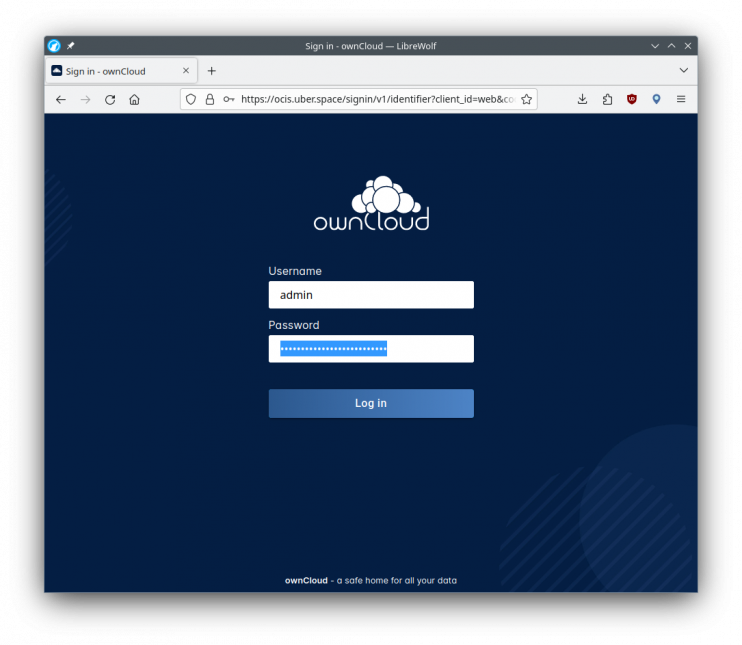 Sign in - ownCloud — LibreWolf
Sign in - ownCloud
https://ocis.uber.space/signin/v1/identifier?client_id=web&co
ownCloud
Username
admin
Password
Log in
ownCloud - a safe home for all your data